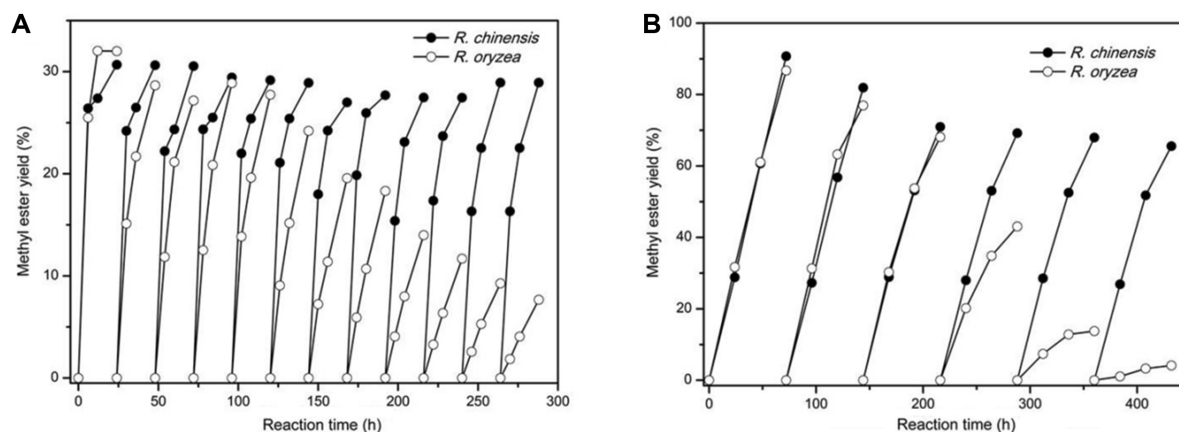 A
R. chinensis
R. oryzea
Methyl ester yield (%)
30
20
10
0
0 50 100 150 200 250 300
Reaction time (h)
B
R. chinensis
R. oryzea
Methyl ester yield (%)
100
80
60
40
20
0
0 100 200 300 400
Reaction time (h)